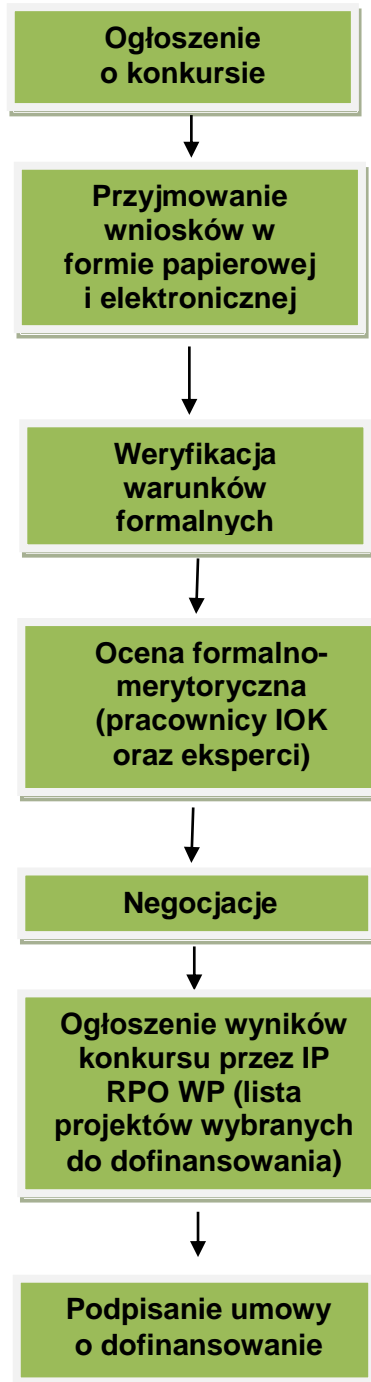 Ogłoszenie
o konkursie
Przyjmowanie
wniosków w
formie papierowej
i elektronicznej
Weryfikacja
warunków
formalnych
Ocena formalno-
merytoryczna
(pracownicy IOK
oraz eksperci)
Negocjacje
Ogłoszenie wyników
konkursu przez IP
RPO WP (lista
projektów wybranych
do dofinansowania)
Podpisanie umowy
o dofinansowanie